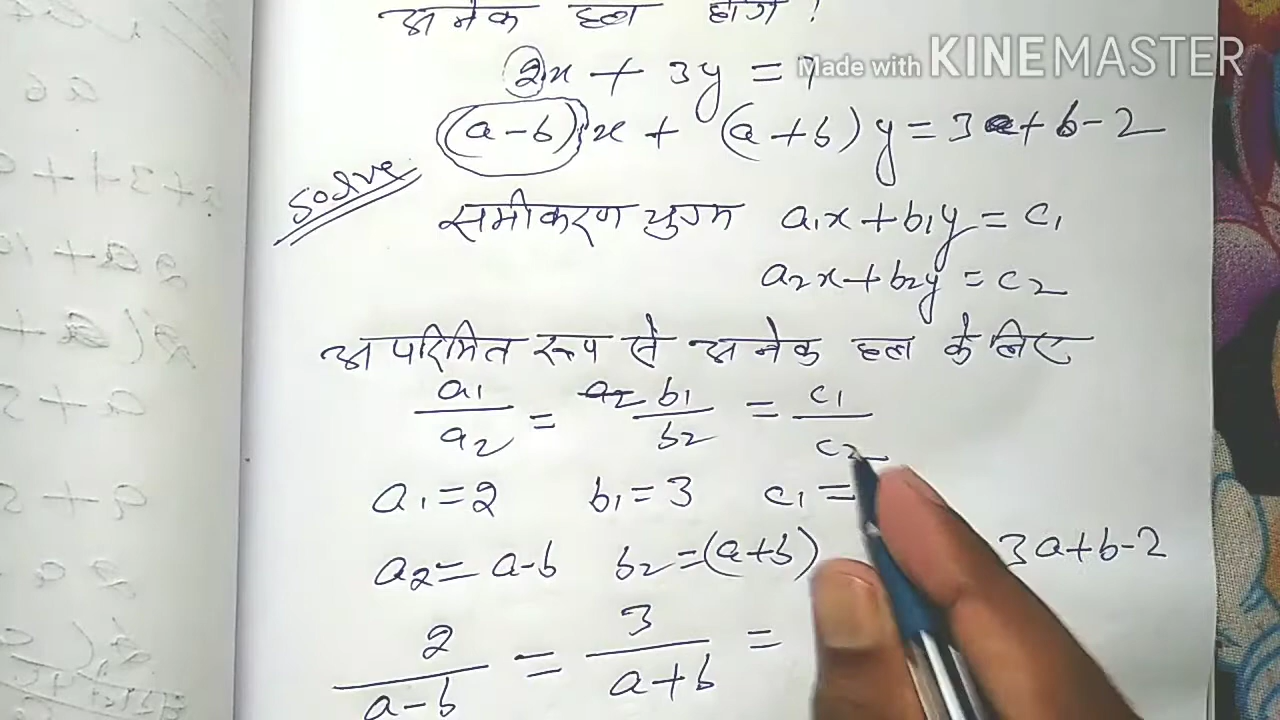 अनेक हल होंगे?
2x + 3y = 7
Made with KINEMASTER
(a-b)x + (a+b)y = 3a+b-2
Solve
समीकरण युग्म a₁x+b₁y = c₁
a₂x+b₂y = c₂
अपरिमित रूप से अनेक हल के लिए
a₁/a₂ = b₁/b₂ = c₁/c₂
a₁=2 b₁=3 c₁=
a₂=a-b b₂=(a+b) 3a+b-2
2/(a-b) = 3/(a+b) =